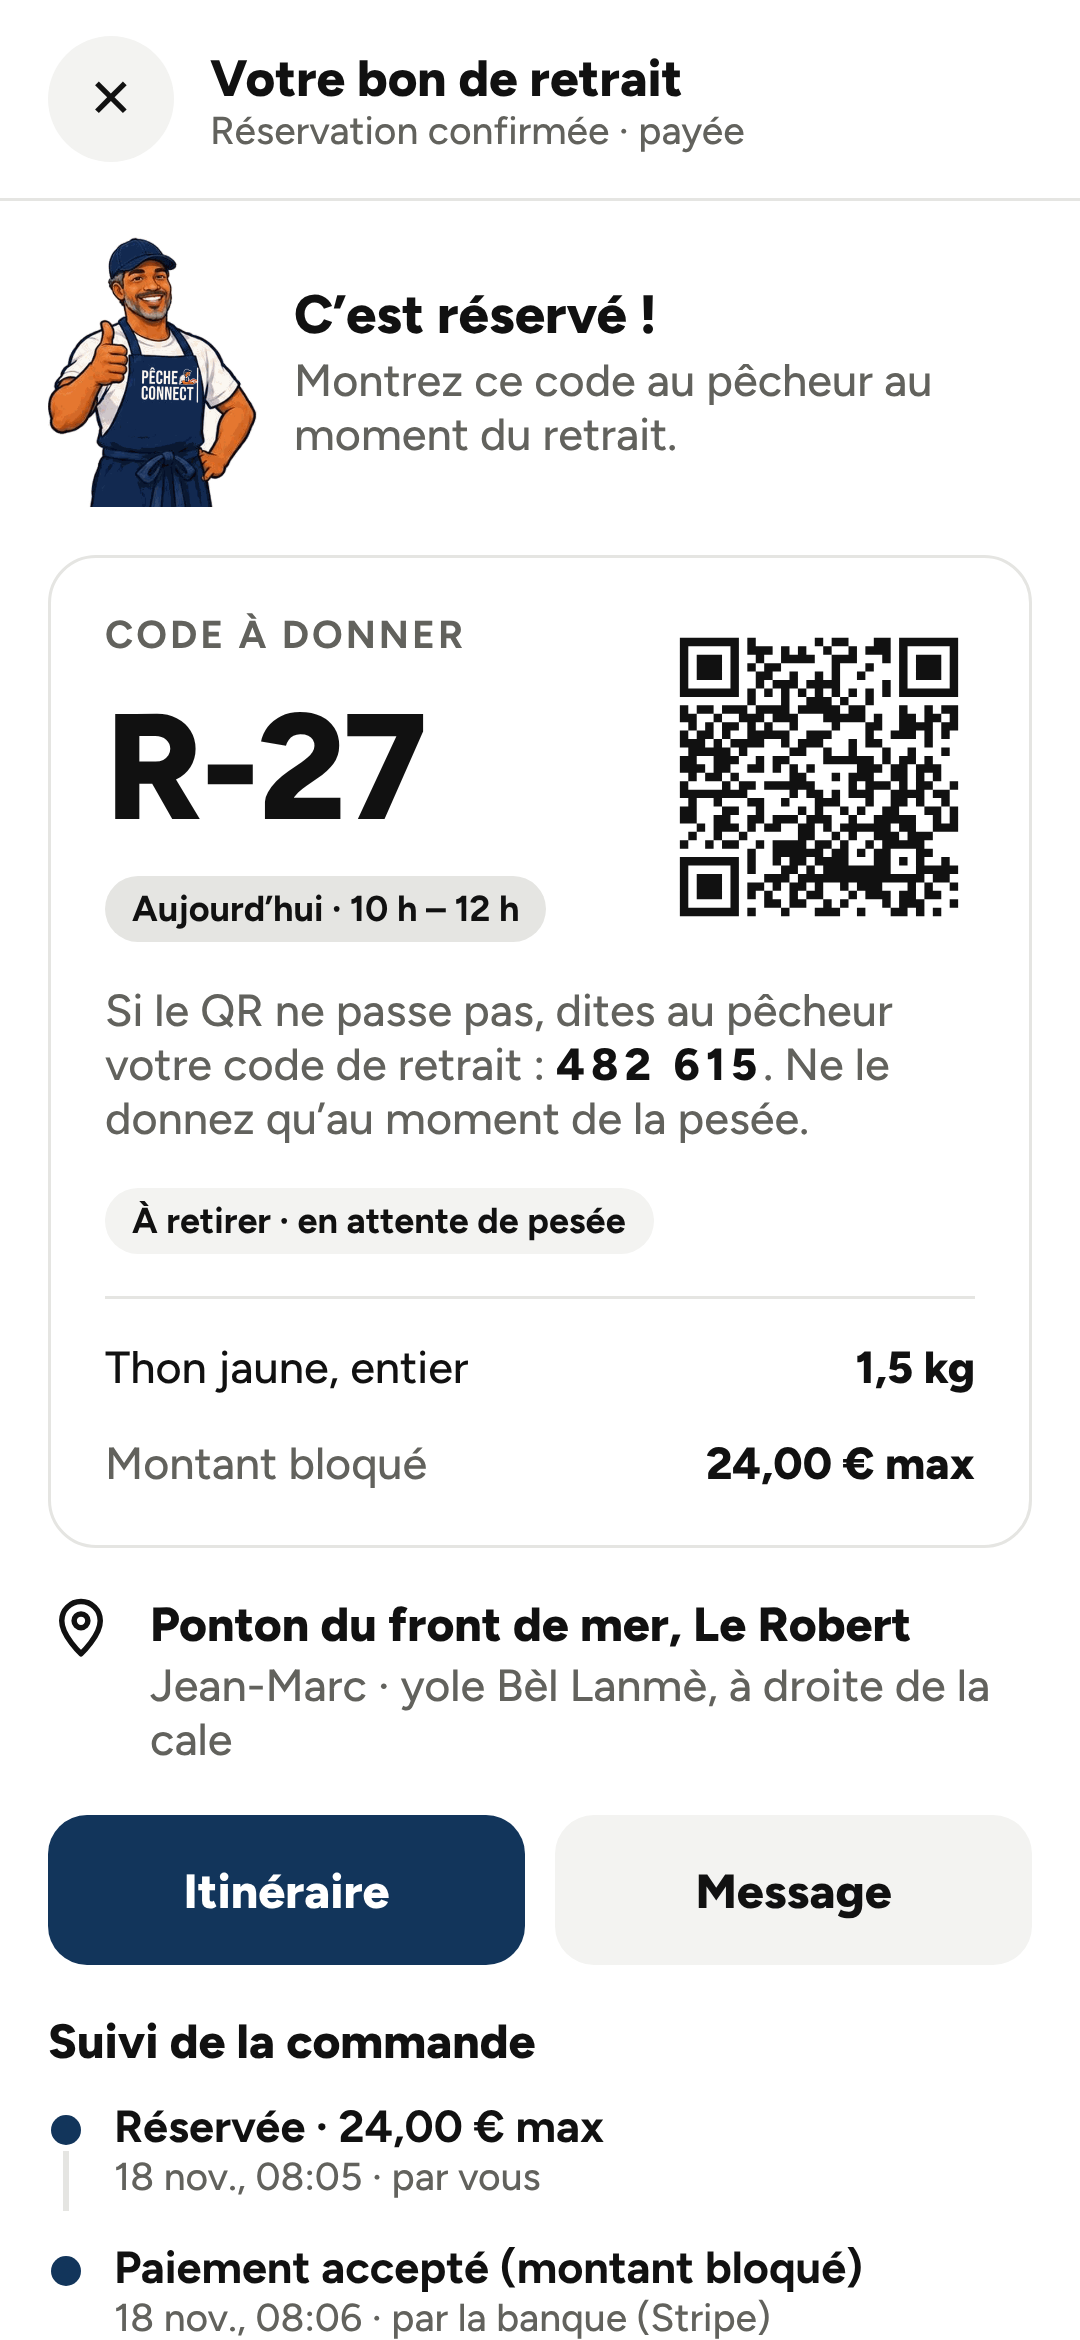 Votre bon de retrait
Réservation confirmée · payée
PÊCHE
CONNECT
C’est réservé !
Montrez ce code au pêcheur au
moment du retrait.
CODE À DONNER
R-27
Aujourd’hui · 10 h – 12 h
Si le QR ne passe pas, dites au pêcheur
votre code de retrait : 482 615. Ne le
donnez qu’au moment de la pesée.
À retirer · en attente de pesée
Thon jaune, entier 1,5 kg
Montant bloqué 24,00 € max
Ponton du front de mer, Le Robert
Jean-Marc · yole Bèl Lanmè, à droite de la
cale
Itinéraire Message
Suivi de la commande
Réservée · 24,00 € max
18 nov., 08:05 · par vous
Paiement accepté (montant bloqué)
18 nov., 08:06 · par la banque (Stripe)